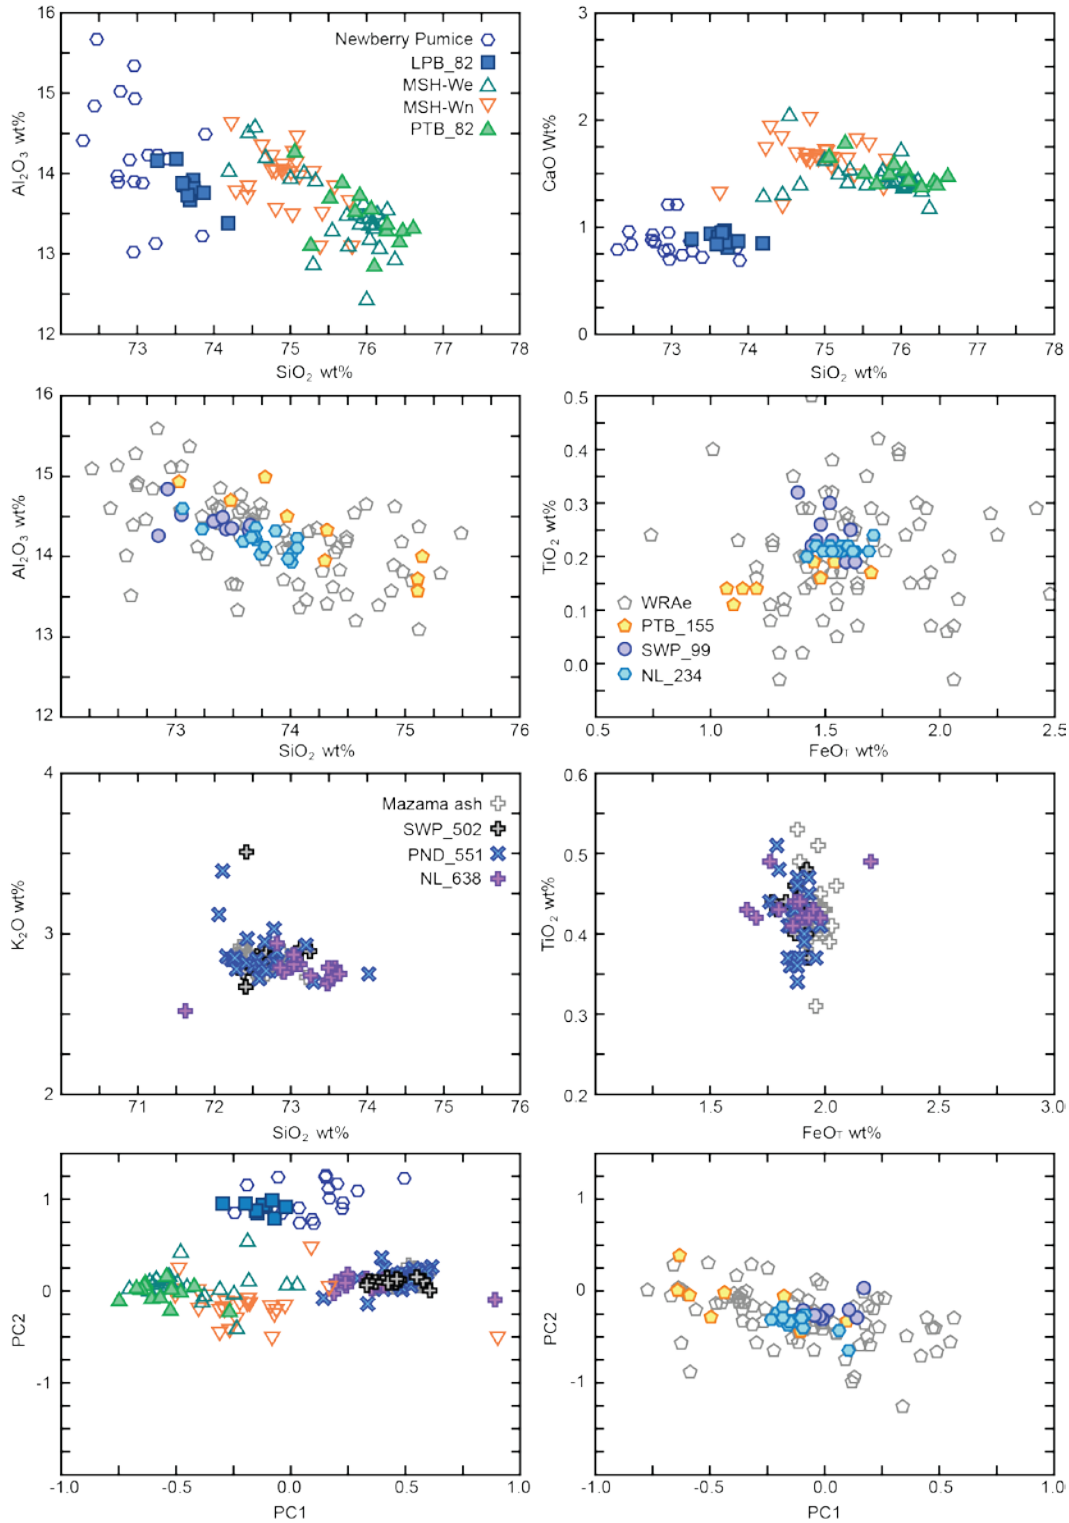 16
15
14
13
12
Al₂O₃ wt%
Newberry Pumice
LPB_82
MSH-We
MSH-Wn
PTB_82
73 74 75 76 77 78
SiO₂ wt%
3
2
1
0
CaO Wt%
73 74 75 76 77 78
SiO₂ wt%
16
15
14
13
12
Al₂O₃ wt%
73 74 75 76
SiO₂ wt%
0.5
0.4
0.3
0.2
0.1
0.0
TiO₂ wt%
WRAe
PTB_155
SWP_99
NL_234
0.5 1.0 1.5 2.0 2.5
FeOT wt%
4
3
2
K₂O wt%
Mazama ash
SWP_502
PND_551
NL_638
71 72 73 74 75 76
SiO₂ wt%
0.6
0.5
0.4
0.3
0.2
TiO₂ wt%
1.5 2.0 2.5 3.0
FeOT wt%
1
0
-1
PC2
-1.0 -0.5 0.0 0.5 1.0
PC1
1
0
-1
PC2
-1.0 -0.5 0.0 0.5 1.0
PC1